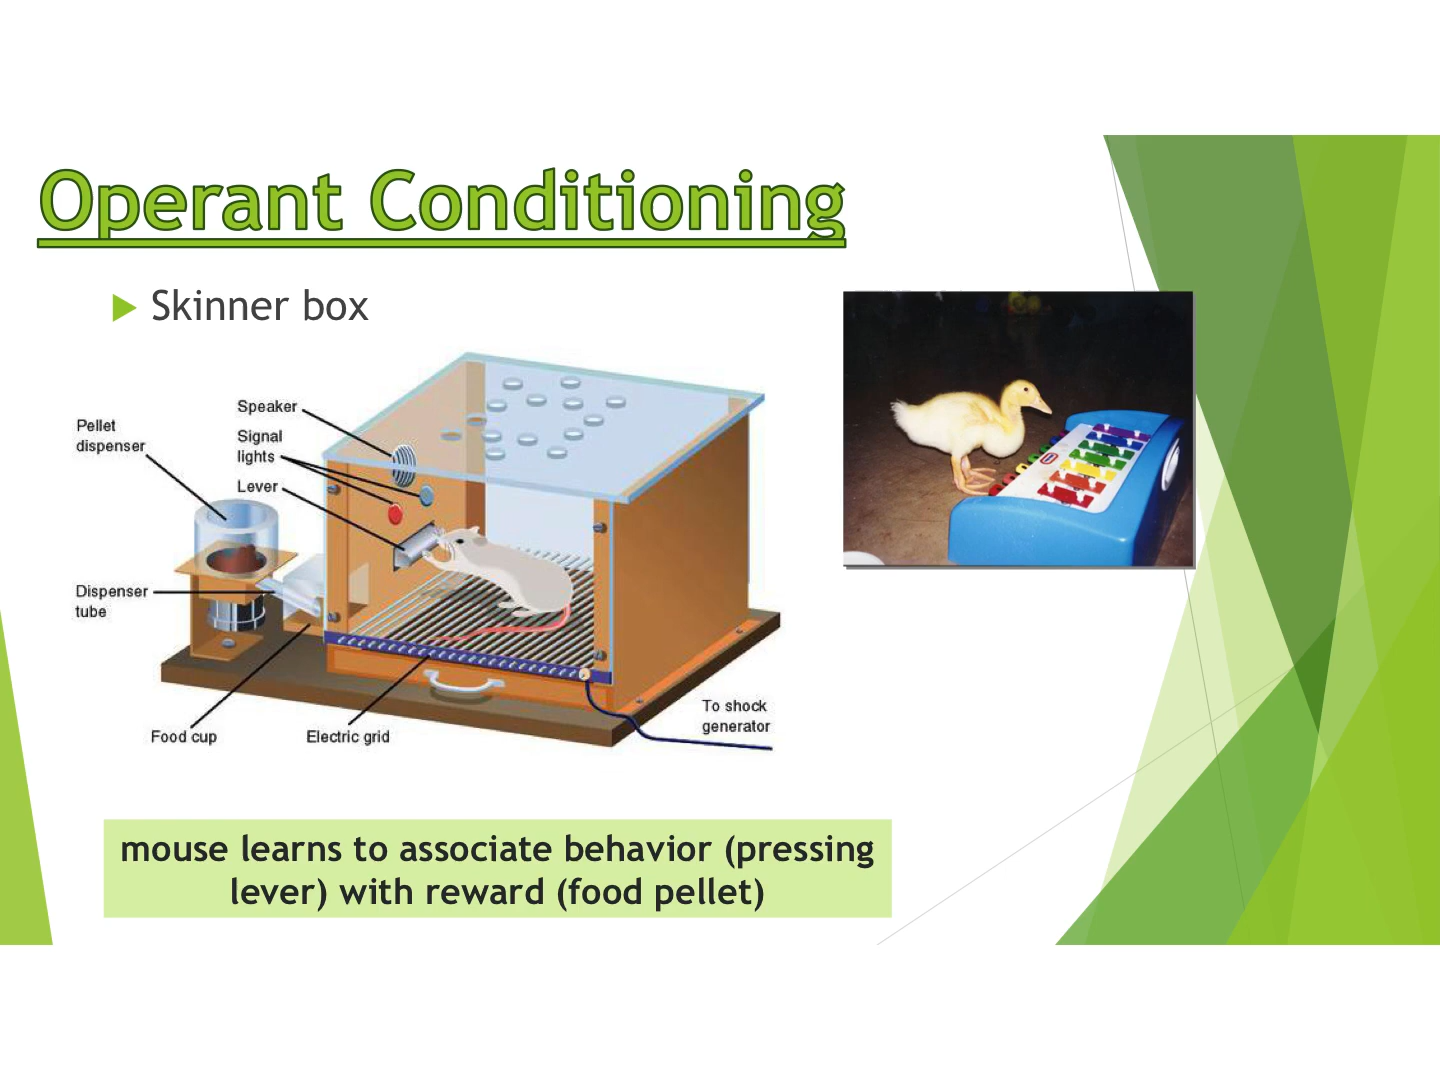 Operant Conditioning
Skinner box
Speaker
Pellet
dispenser
Signal
lights
Lever
Dispenser
tube
To shock
generator
Food cup
Electric grid
mouse learns to associate behavior (pressing
lever) with reward (food pellet)